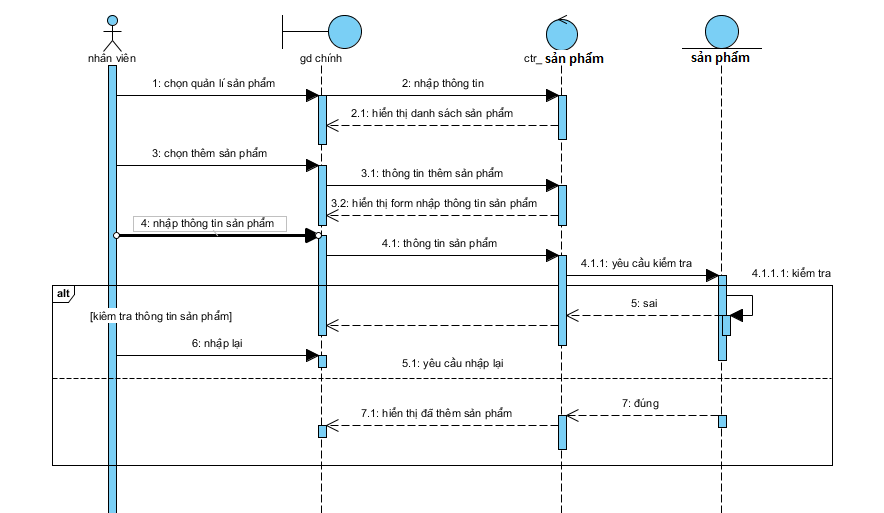 nhân viên
gd chính
ctr_ sản phẩm
sản phẩm
1: chọn quản lí sản phẩm
2: nhập thông tin
2.1: hiển thị danh sách sản phẩm
3: chọn thêm sản phẩm
3.1: thông tin thêm sản phẩm
3.2: hiển thị form nhập thông tin sản phẩm
4: nhập thông tin sản phẩm
4.1: thông tin sản phẩm
4.1.1: yêu cầu kiểm tra
4.1.1.1: kiểm tra
alt
5: sai
[kiểm tra thông tin sản phẩm]
6: nhập lại
5.1: yêu cầu nhập lại
7: đúng
7.1: hiển thị đã thêm sản phẩm